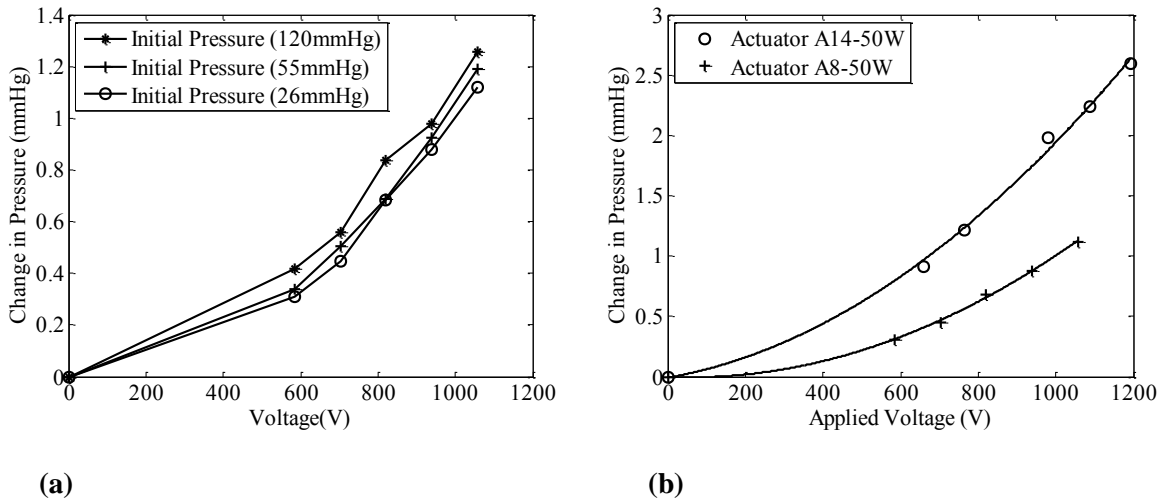 1.4
1.2
1
0.8
0.6
0.4
0.2
0
0 200 400 600 800 1000 1200
Change in Pressure (mmHg)
Voltage(V)
Initial Pressure (120mmHg)
Initial Pressure (55mmHg)
Initial Pressure (26mmHg)
(a)
3
2.5
2
1.5
1
0.5
0
0 200 400 600 800 1000 1200
Change in Pressure (mmHg)
Applied Voltage (V)
Actuator A14-50W
Actuator A8-50W
(b)